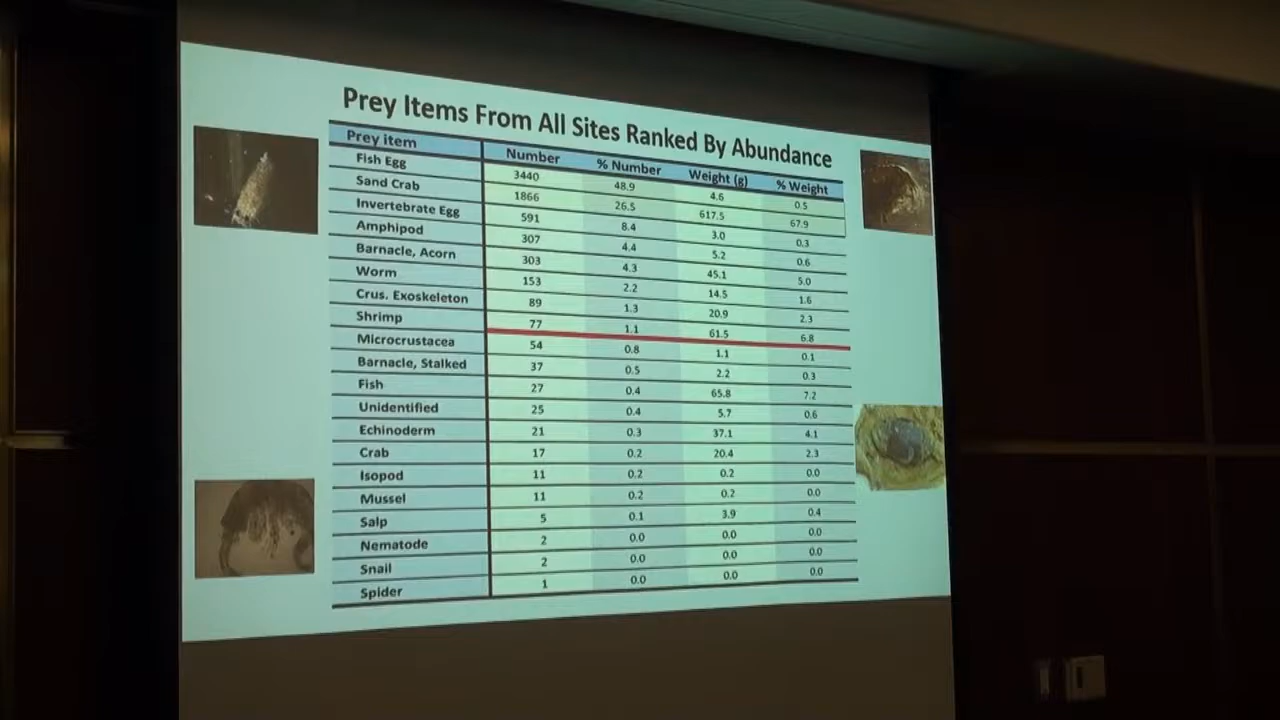 Prey Items From All Sites Ranked By Abundance
Prey item Number % Number Weight (g) % Weight
Fish Egg 3440 48.9 4.6 0.5
Sand Crab 1866 26.5 617.5 67.9
Invertebrate Egg 591 8.4 3.0 0.3
Amphipod 307 4.4 5.2 0.6
Barnacle, Acorn 303 4.3 45.1 5.0
Worm 153 2.2 14.5 1.6
Crus. Exoskeleton 89 1.3 20.9 2.3
Shrimp 77 1.1 61.5 6.8
Microcrustacea 54 0.8 1.1 0.1
Barnacle, Stalked 37 0.5 2.2 0.3
Fish 27 0.4 65.8 7.2
Unidentified 25 0.4 5.7 0.6
Echinoderm 21 0.3 37.1 4.1
Crab 17 0.2 20.4 2.3
Isopod 11 0.2 0.2 0.0
Mussel 11 0.2 0.2 0.0
Salp 5 0.1 3.9 0.4
Nematode 2 0.0 0.0 0.0
Snail 2 0.0 0.0 0.0
Spider 1 0.0 0.0 0.0